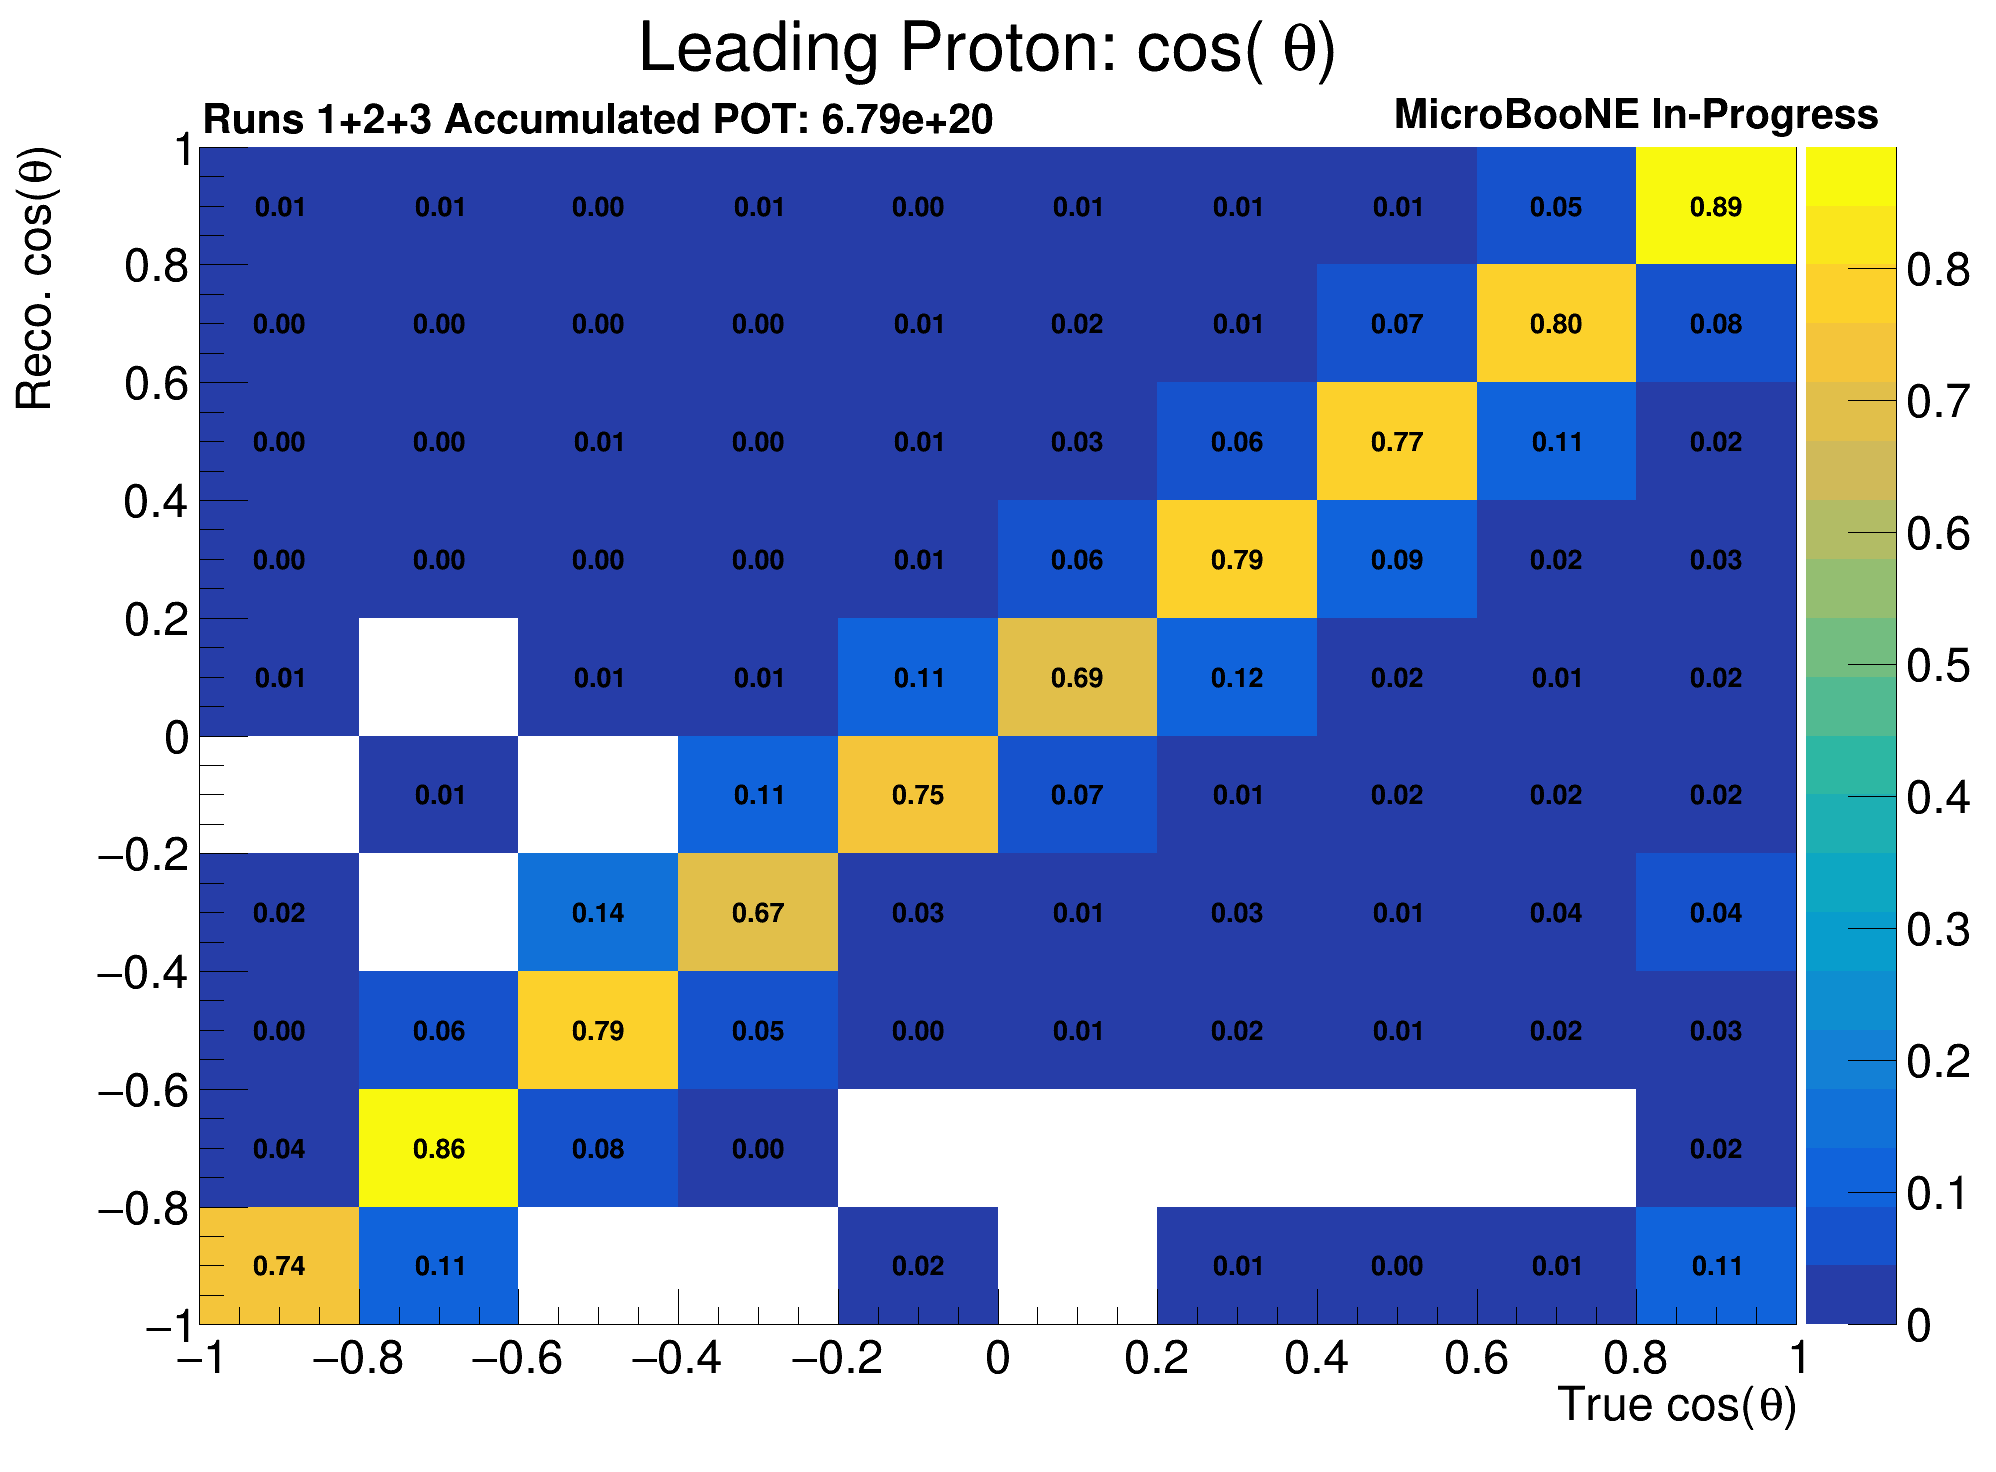 Leading Proton: cos( θ)
Runs 1+2+3 Accumulated POT: 6.79e+20
MicroBooNE In-Progress
Reco. cos(θ)
1
0.01 0.01 0.00 0.01 0.00 0.01 0.01 0.01 0.05 0.89
0.8 0.8
0.00 0.00 0.00 0.00 0.01 0.02 0.01 0.07 0.80 0.08
0.6 0.7
0.00 0.00 0.01 0.00 0.01 0.03 0.06 0.77 0.11 0.02
0.4 0.6
0.00 0.00 0.00 0.00 0.01 0.06 0.79 0.09 0.02 0.03
0.2 0.5
0.01 0.01 0.01 0.11 0.69 0.12 0.02 0.01 0.02
0 0.4
0.01 0.11 0.75 0.07 0.01 0.02 0.02 0.02
−0.2
0.02 0.14 0.67 0.03 0.01 0.03 0.01 0.04 0.04 0.3
−0.4
0.00 0.06 0.79 0.05 0.00 0.01 0.02 0.01 0.02 0.03 0.2
−0.6
0.04 0.86 0.08 0.00 0.02
−0.8 0.1
0.74 0.11 0.02 0.01 0.00 0.01 0.11
−1 0
−1 −0.8 −0.6 −0.4 −0.2 0 0.2 0.4 0.6 0.8 1
True cos(θ)